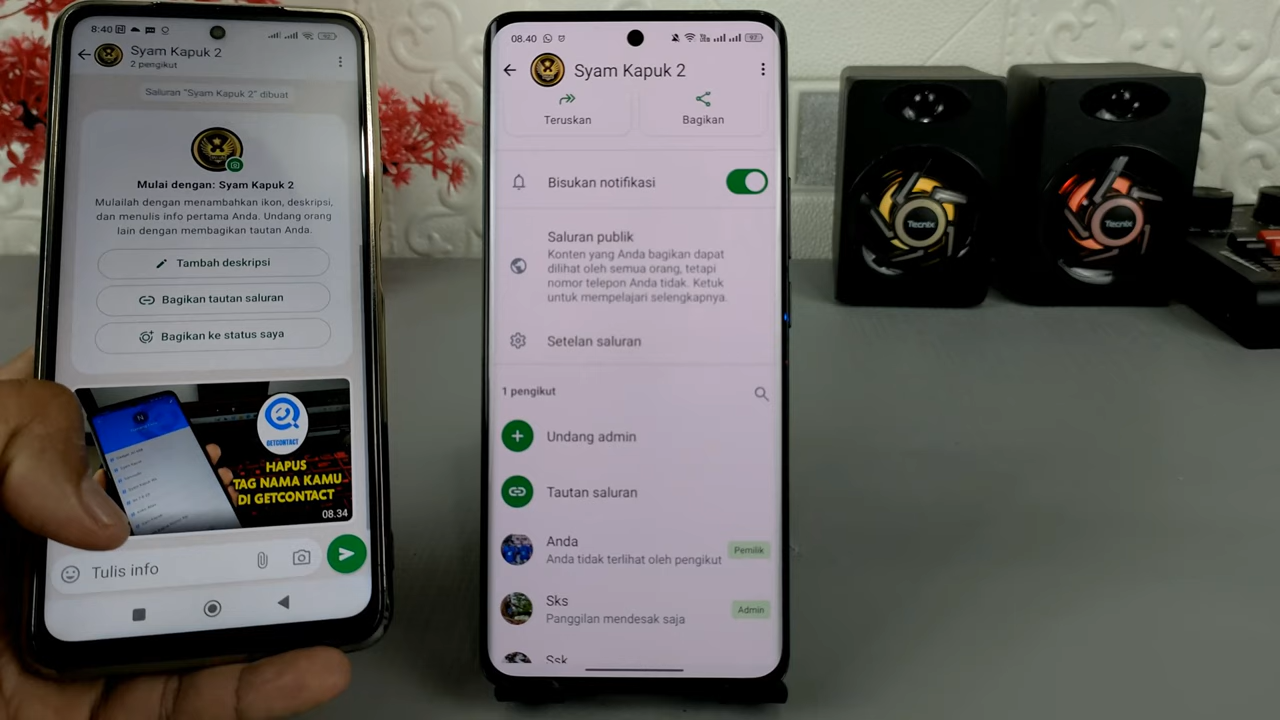 8:40
Syam Kapuk 2
2 pengikut
Saluran "Syam Kapuk 2" dibuat
Mulai dengan: Syam Kapuk 2
Mulailah dengan menambahkan ikon, deskripsi,
dan menulis info pertama Anda. Undang orang
lain dengan membagikan tautan Anda.
Tambah deskripsi
Bagikan tautan saluran
Bagikan ke status saya
GETCONTACT
HAPUS
TAG NAMA KAMU
DI GETCONTACT
08.34
Tulis info
08.40
Syam Kapuk 2
Teruskan
Bagikan
Bisukan notifikasi
Saluran publik
Konten yang Anda bagikan dapat
dilihat oleh semua orang, tetapi
nomor telepon Anda tidak. Ketuk
untuk mempelajari selengkapnya.
Setelan saluran
1 pengikut
Undang admin
Tautan saluran
Anda
Anda tidak terlihat oleh pengikut
Pemilik
Sks
Panggilan mendesak saja
Admin
Ssk
Tecnix
Tecnix